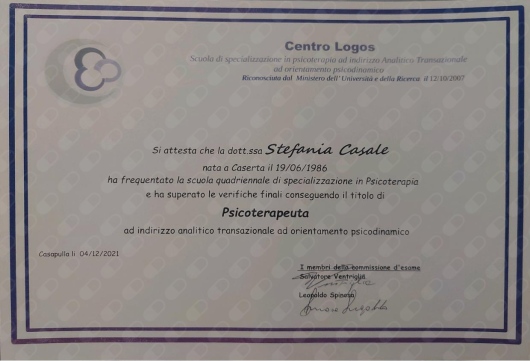 Centro Logos
Scuola di specializzazione in psicoterapia ad indirizzo Analitico Transazionale
ad orientamento psicodinamico
Riconosciuta dal Ministero dell'Università e della Ricerca il 12/10/2007
Si attesta che la dott.ssa Stefania Casale
nata a Caserta il 19/06/1986
ha frequentato la scuola quadriennale di specializzazione in Psicoterapia
e ha superato le verifiche finali conseguendo il titolo di
Psicoterapeuta
ad indirizzo analitico transazionale ad orientamento psicodinamico
Casapulla lì 04/12/2021
I membri della commissione d'esame
Salvatore Ventriglia
Leopoldo Spinosa